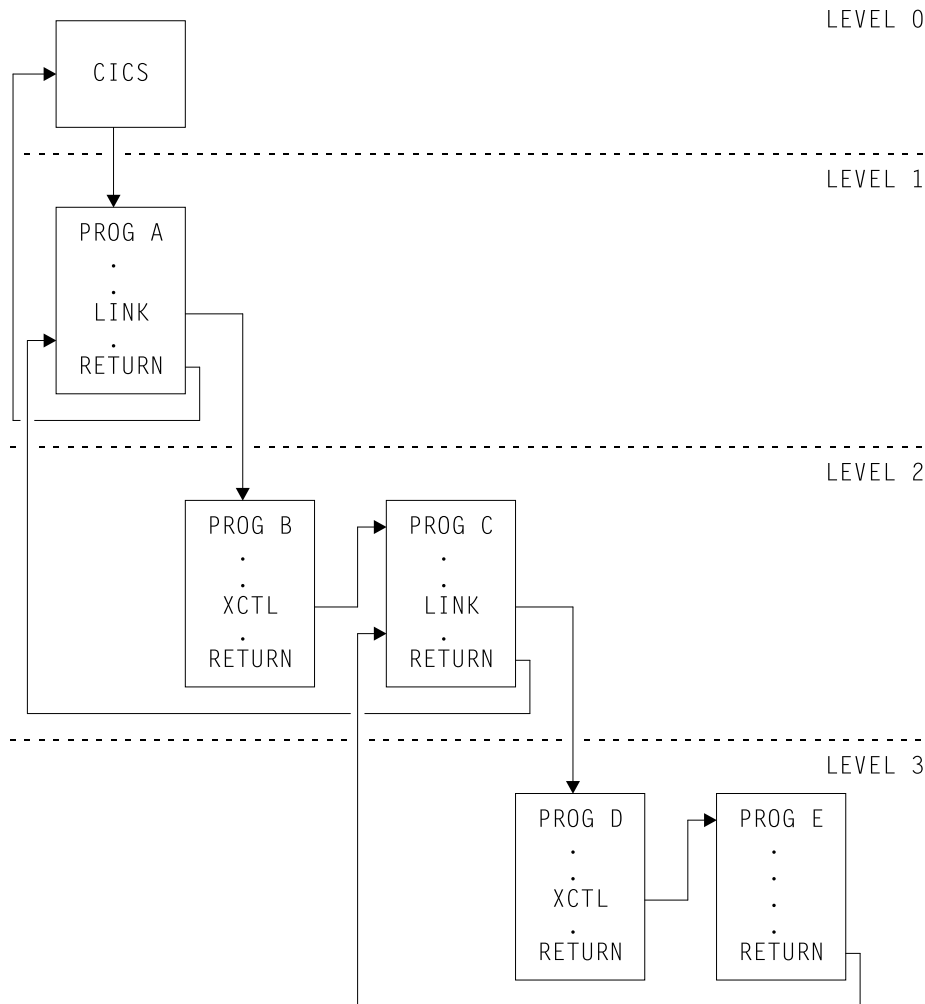 LEVEL 0
CICS
LEVEL 1
PROG A
.
.
LINK
.
RETURN
LEVEL 2
PROG B
.
.
XCTL
.
RETURN
PROG C
.
.
LINK
.
RETURN
LEVEL 3
PROG D
.
.
XCTL
.
RETURN
PROG E
.
.
.
.
RETURN